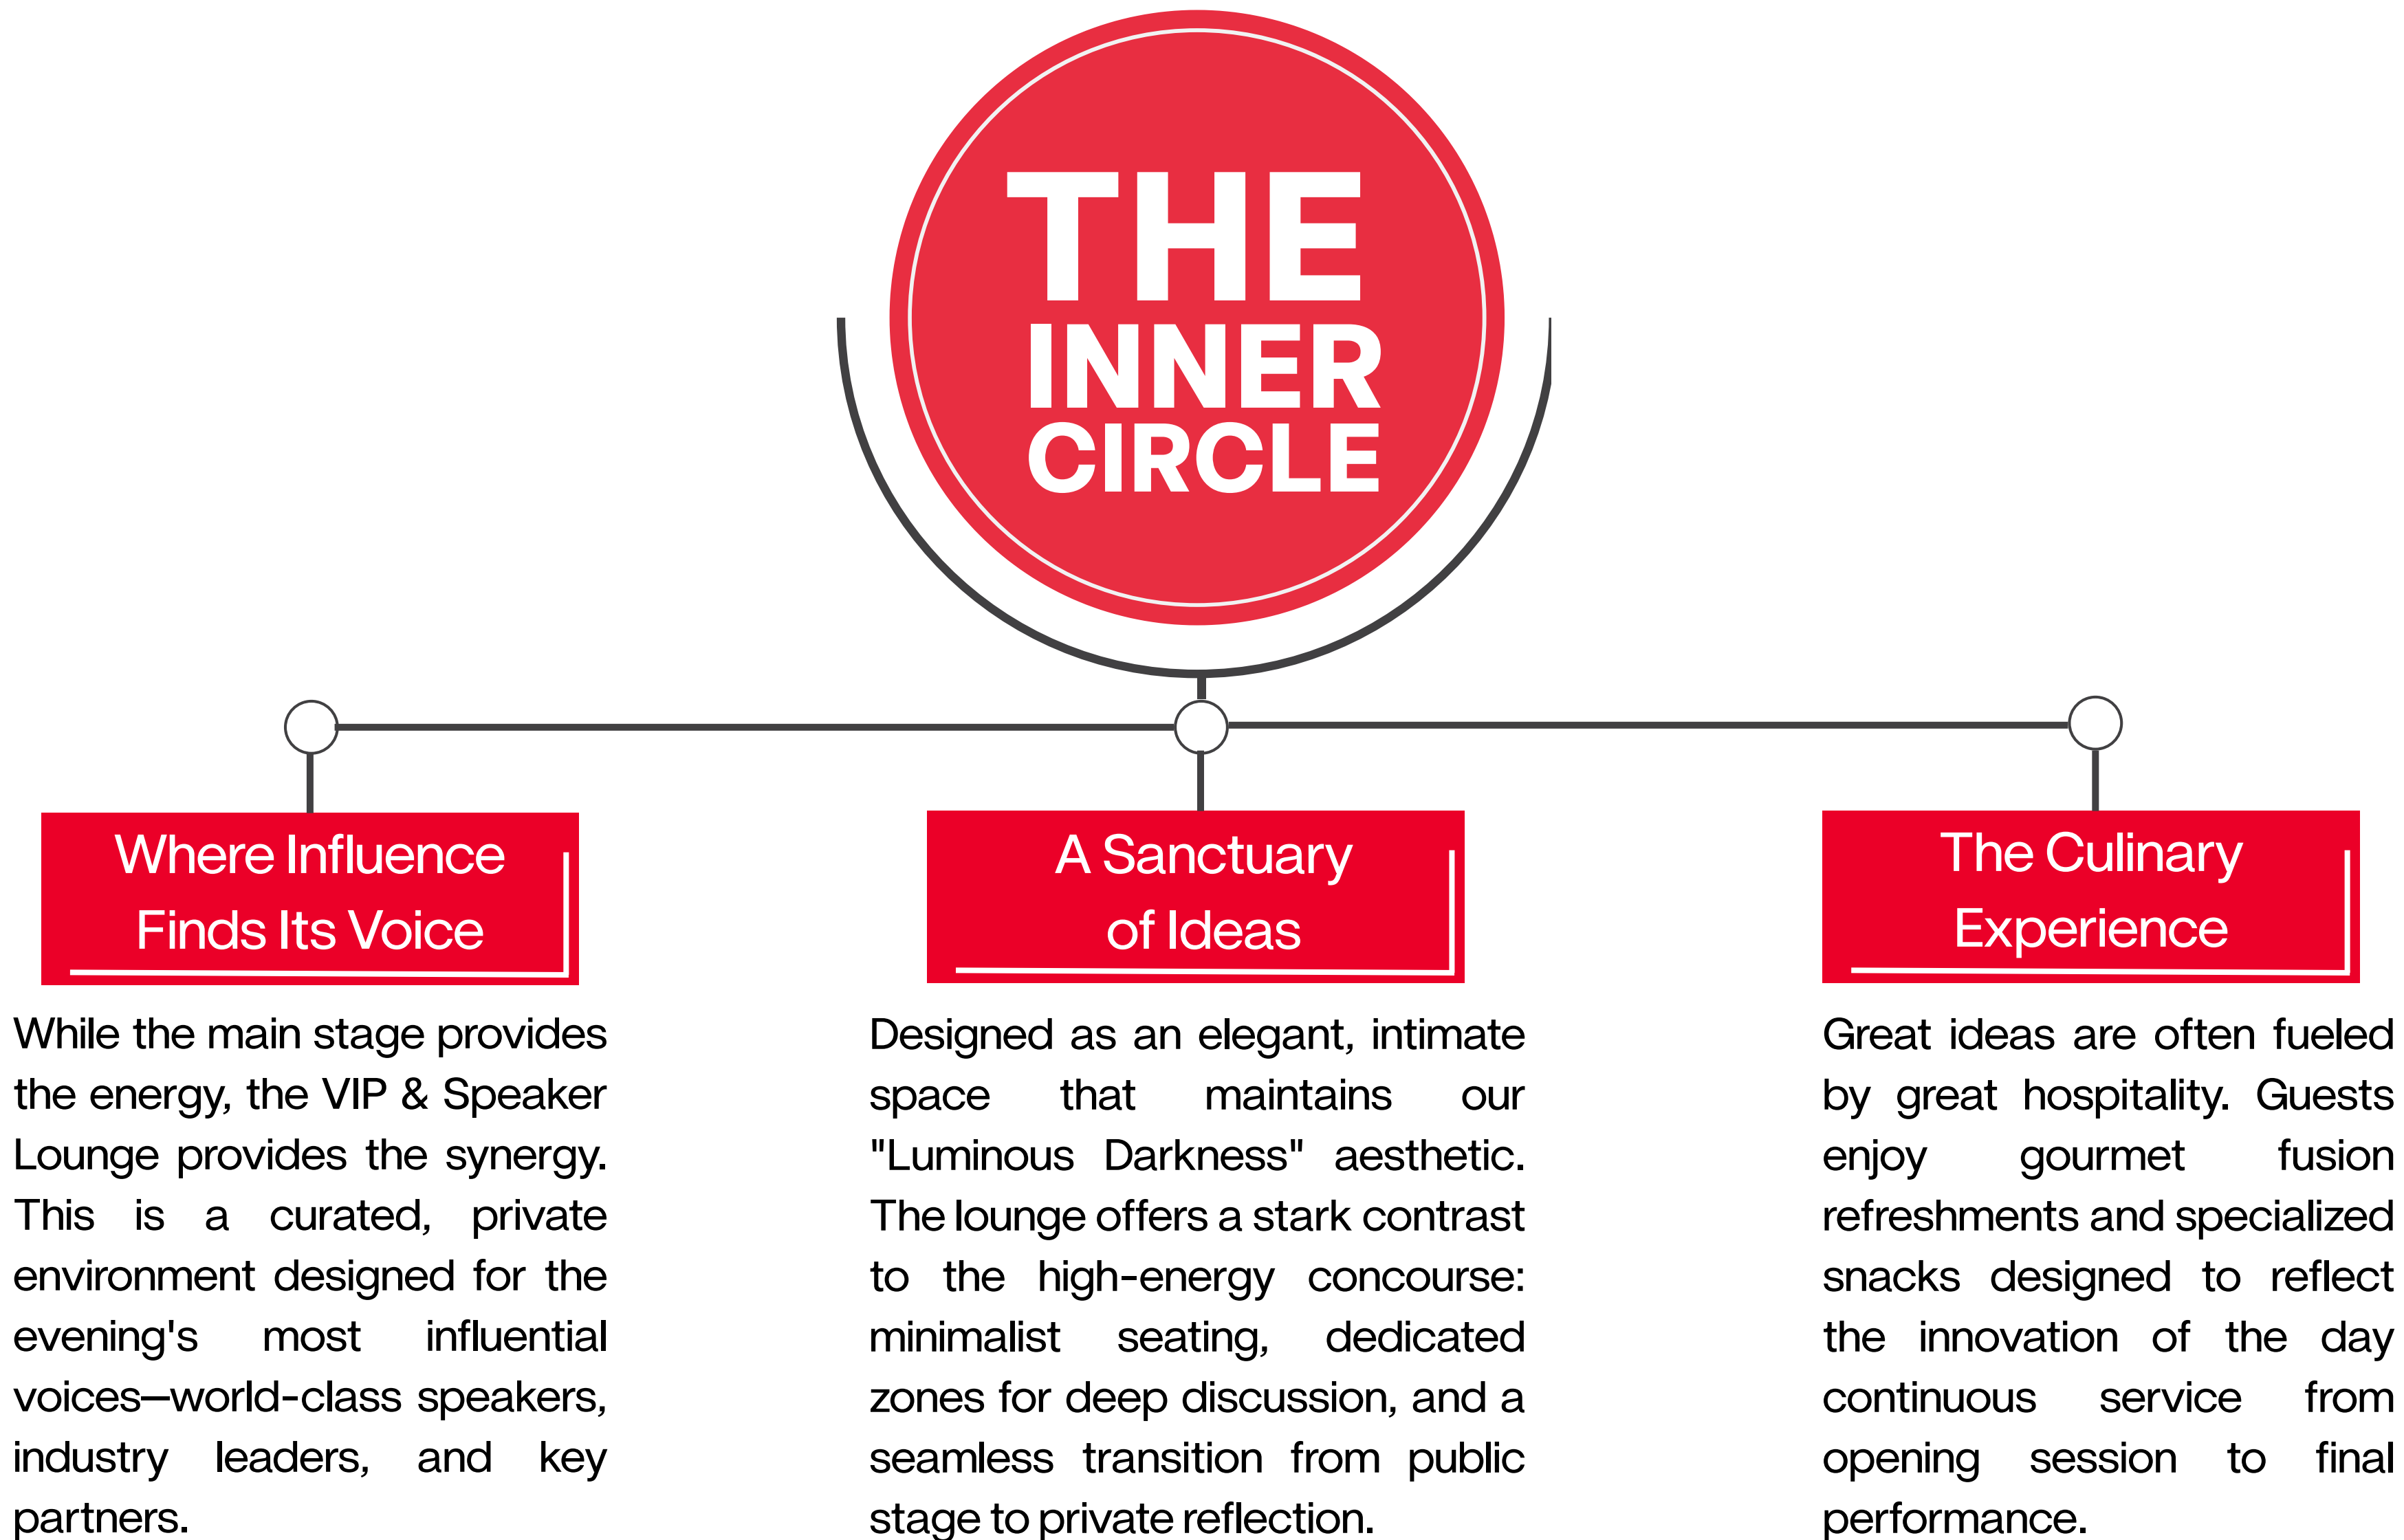 THE
INNER
CIRCLE
Where Influence
Finds Its Voice
While the main stage provides
the energy, the VIP & Speaker
Lounge provides the synergy.
This is a curated, private
environment designed for the
evening's most influential
voices—world-class speakers,
industry leaders, and key
partners.
A Sanctuary
of Ideas
Designed as an elegant, intimate
space that maintains our
"Luminous Darkness" aesthetic.
The lounge offers a stark contrast
to the high-energy concourse:
minimalist seating, dedicated
zones for deep discussion, and a
seamless transition from public
stage to private reflection.
The Culinary
Experience
Great ideas are often fueled
by great hospitality. Guests
enjoy gourmet fusion
refreshments and specialized
snacks designed to reflect
the innovation of the day
continuous service from
opening session to final
performance.